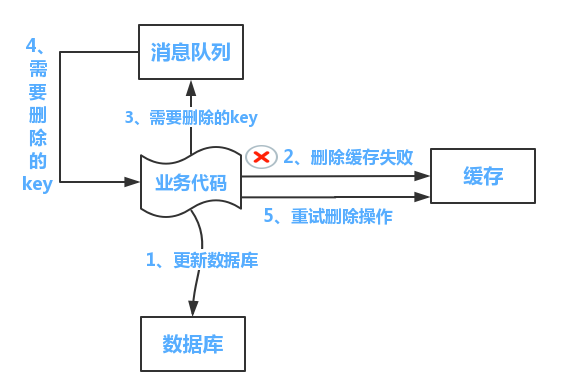 消息队列
4、需要删除的key
3、需要删除的key
2、删除缓存失败
业务代码
缓存
5、重试删除操作
1、更新数据库
数据库